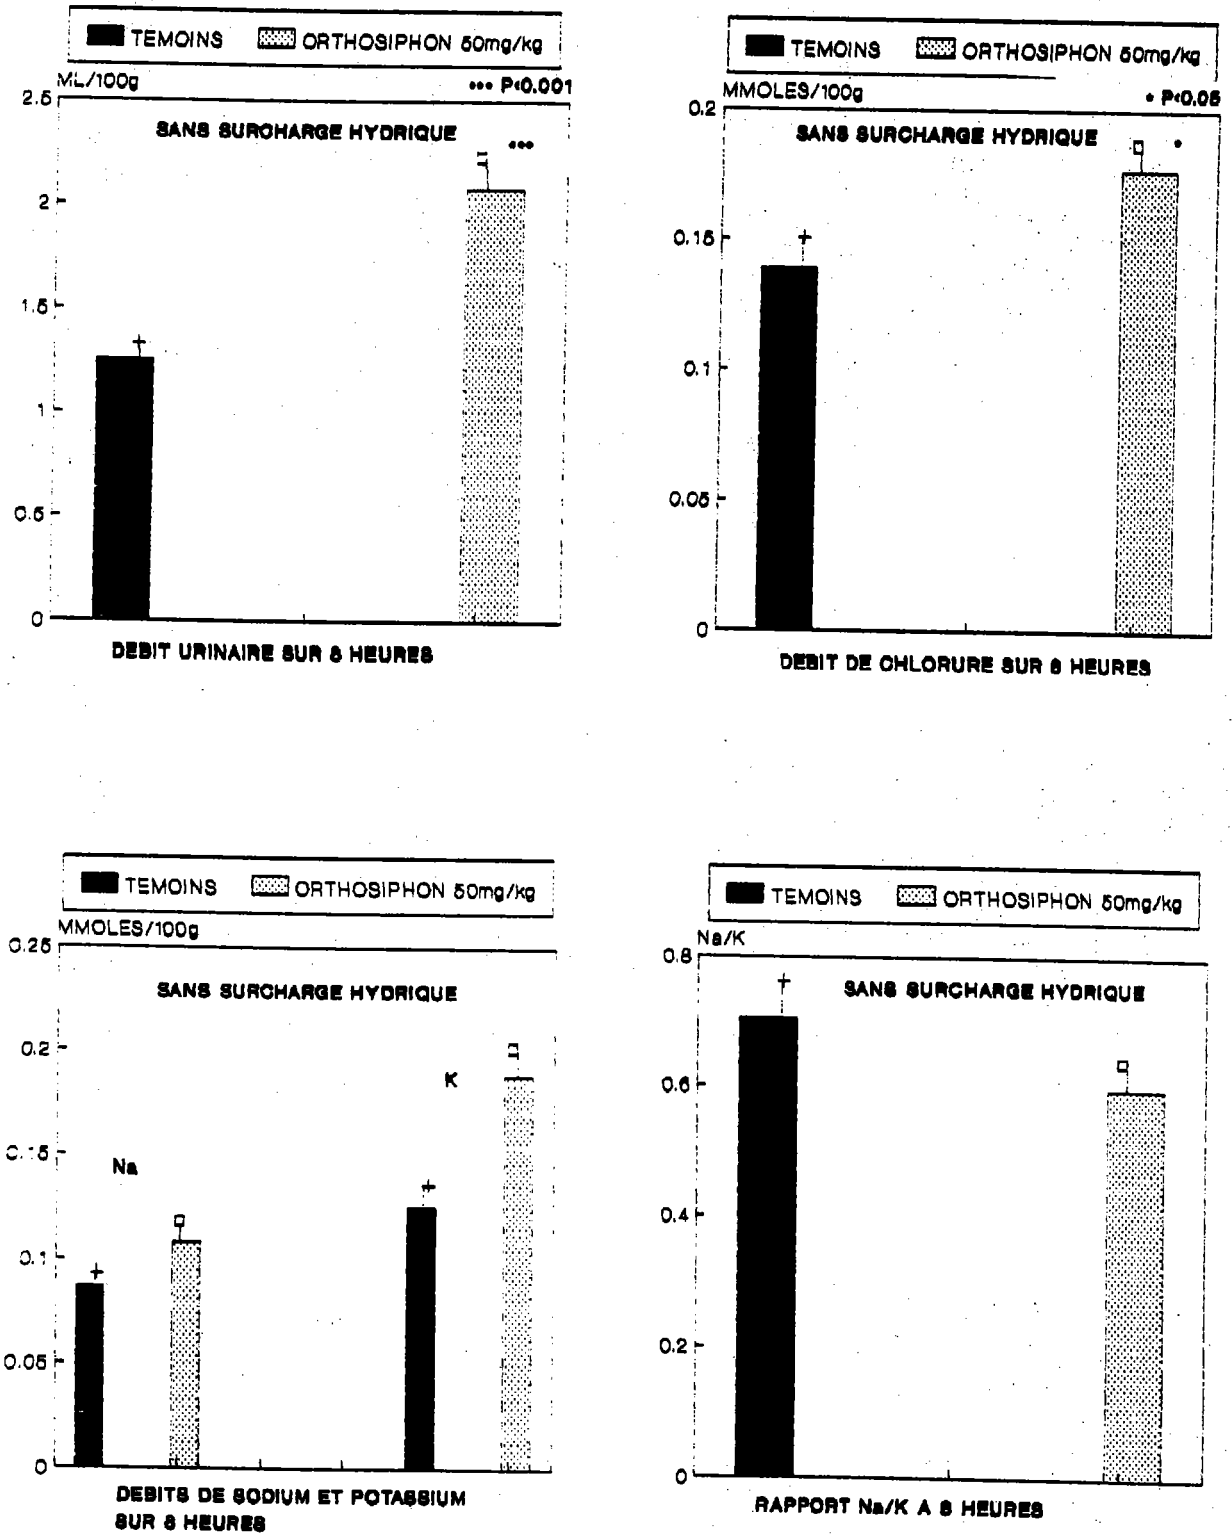 TEMOINS ORTHOSIPHON 50mg/kg
ML/100g ••• P<0.001
2.5
SANS SURCHARGE HYDRIQUE •••
2
1.5
1
0.5
0
DEBIT URINAIRE SUR 8 HEURES
TEMOINS ORTHOSIPHON 50mg/kg
MMOLES/100g • P<0.05
0.2
SANS SURCHARGE HYDRIQUE •
0.15
0.1
0.05
0
DEBIT DE CHLORURE SUR 8 HEURES
TEMOINS ORTHOSIPHON 50mg/kg
MMOLES/100g
0.25
SANS SURCHARGE HYDRIQUE
0.2
K
0.15
Na
0.1
0.05
0
DEBITS DE SODIUM ET POTASSIUM
SUR 8 HEURES
TEMOINS ORTHOSIPHON 50mg/kg
Na/K
0.8
SANS SURCHARGE HYDRIQUE
0.6
0.4
0.2
0
RAPPORT Na/K A 8 HEURES